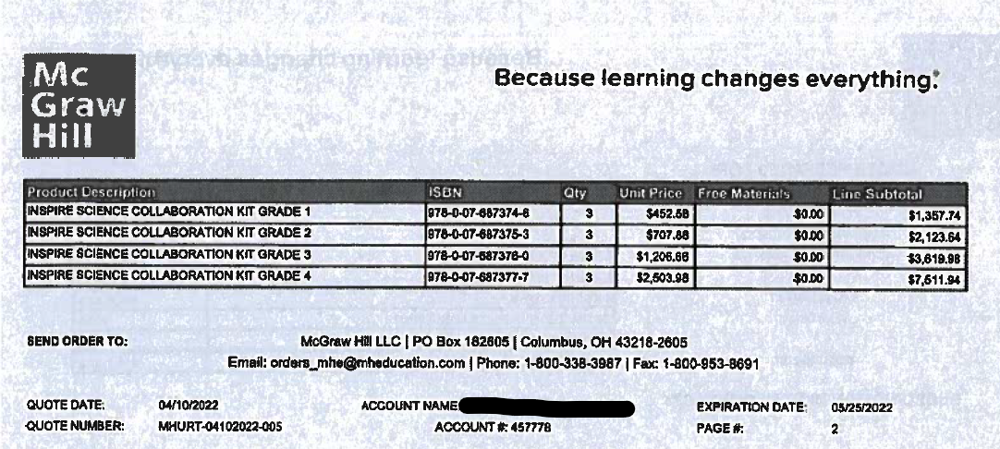 Mc
Graw
Hill
Because learning changes everything.®
Product Description ISBN Qty Unit Price Free Materials Line Subtotal
INSPIRE SCIENCE COLLABORATION KIT GRADE 1 978-0-07-687374-6 3 $452.58 -$0.00 $1,357.74
INSPIRE SCIENCE COLLABORATION KIT GRADE 2 978-0-07-687375-3 3 $707.88 -$0.00 $2,123.64
INSPIRE SCIENCE COLLABORATION KIT GRADE 3 978-0-07-687376-0 3 $1,206.66 -$0.00 $3,619.98
INSPIRE SCIENCE COLLABORATION KIT GRADE 4 978-0-07-687377-7 3 $2,503.98 -$0.00 $7,511.94
SEND ORDER TO: McGraw Hill LLC | PO Box 182605 | Columbus, OH 43218-2605
Email: orders_mhe@mheducation.com | Phone: 1-800-338-3987 | Fax: 1-800-953-8691
QUOTE DATE: 04/10/2022 ACCOUNT NAME: EXPIRATION DATE: 05/25/2022
QUOTE NUMBER: MHURT-04102022-005 ACCOUNT #: 457778 PAGE #: 2